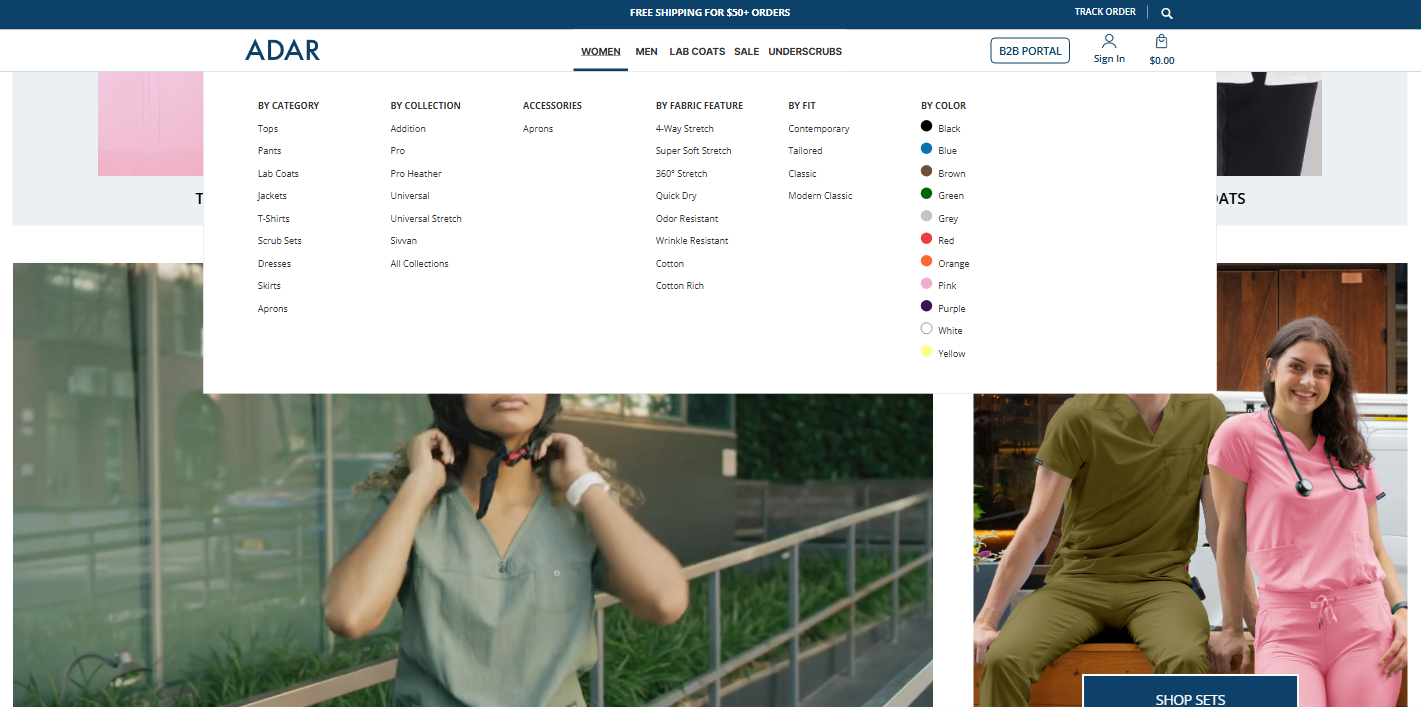 FREE SHIPPING FOR $50+ ORDERS
TRACK ORDER
ADAR
WOMEN
MEN
LAB COATS
SALE
UNDERSCRUBS
B2B PORTAL
Sign In
$0.00
BY CATEGORY
Tops
Pants
Lab Coats
Jackets
T-Shirts
Scrub Sets
Dresses
Skirts
Aprons
BY COLLECTION
Addition
Pro
Pro Heather
Universal
Universal Stretch
Sivvan
All Collections
ACCESSORIES
Aprons
BY FABRIC FEATURE
4-Way Stretch
Super Soft Stretch
360° Stretch
Quick Dry
Odor Resistant
Wrinkle Resistant
Cotton
Cotton Rich
BY FIT
Contemporary
Tailored
Classic
Modern Classic
BY COLOR
Black
Blue
Brown
Green
Grey
Red
Orange
Pink
Purple
White
Yellow
SHOP SETS